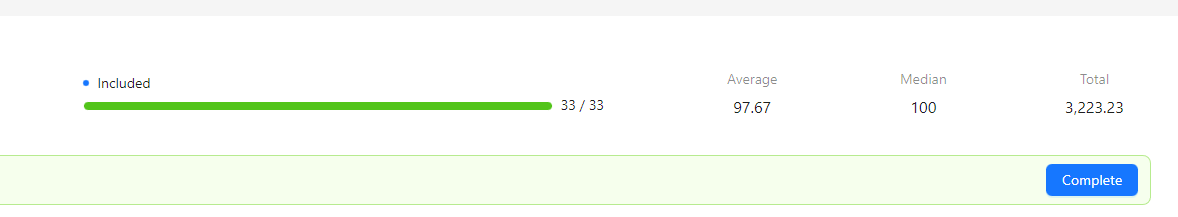 Included
33 / 33
Average
97.67
Median
100
Total
3,223.23
Complete